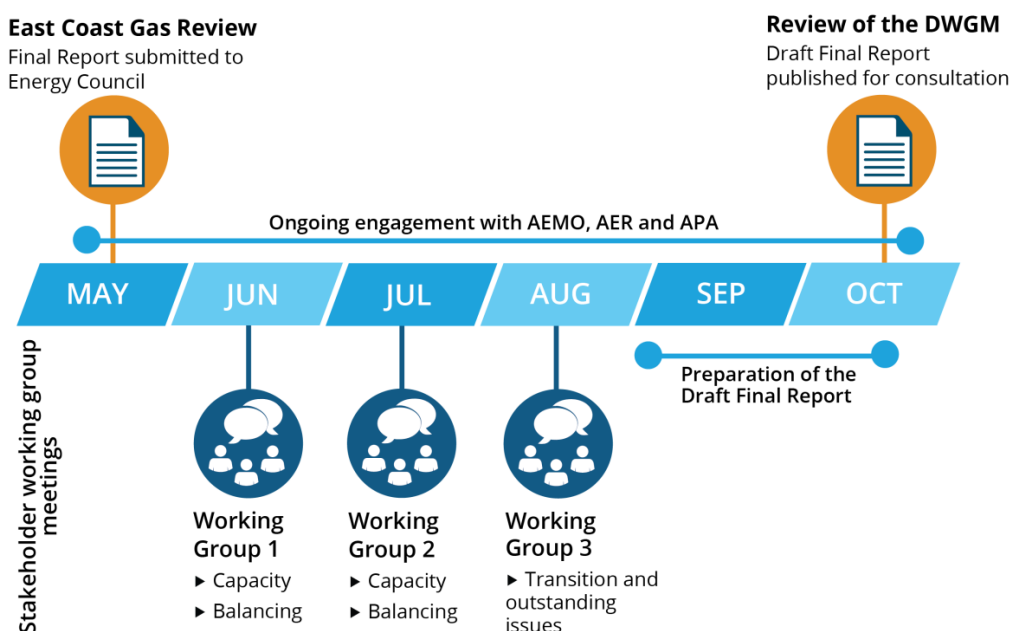 East Coast Gas Review
Final Report submitted to
Energy Council
Review of the DWGM
Draft Final Report
published for consultation
Ongoing engagement with AEMO, AER and APA
MAY
JUN
JUL
AUG
SEP
OCT
Preparation of the
Draft Final Report
Stakeholder working group
meetings
Working
Group 1
▶ Capacity
▶ Balancing
Working
Group 2
▶ Capacity
▶ Balancing
Working
Group 3
▶ Transition and
outstanding
issues